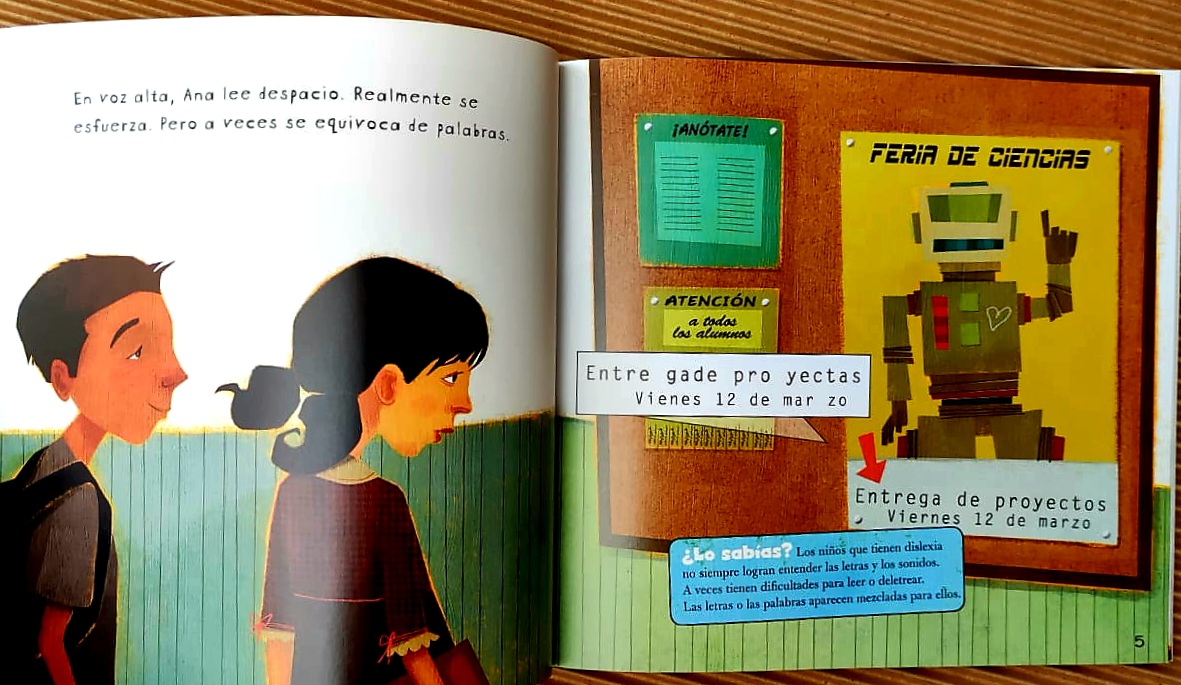 En voz alta, Ana lee despacio. Realmente se
esfuerza. Pero a veces se equivoca de palabras.
¡ANÓTATE!
ATENCIÓN
a todos
los alumnos
FERIA DE CIENCIAS
Entre gade pro yectas
Vienes 12 de mar zo
Entrega de proyectos
Viernes 12 de marzo
¿Lo sabías? Los niños que tienen dislexia
no siempre logran entender las letras y los sonidos.
A veces tienen dificultades para leer o deletrear.
Las letras o las palabras aparecen mezcladas para ellos.
5